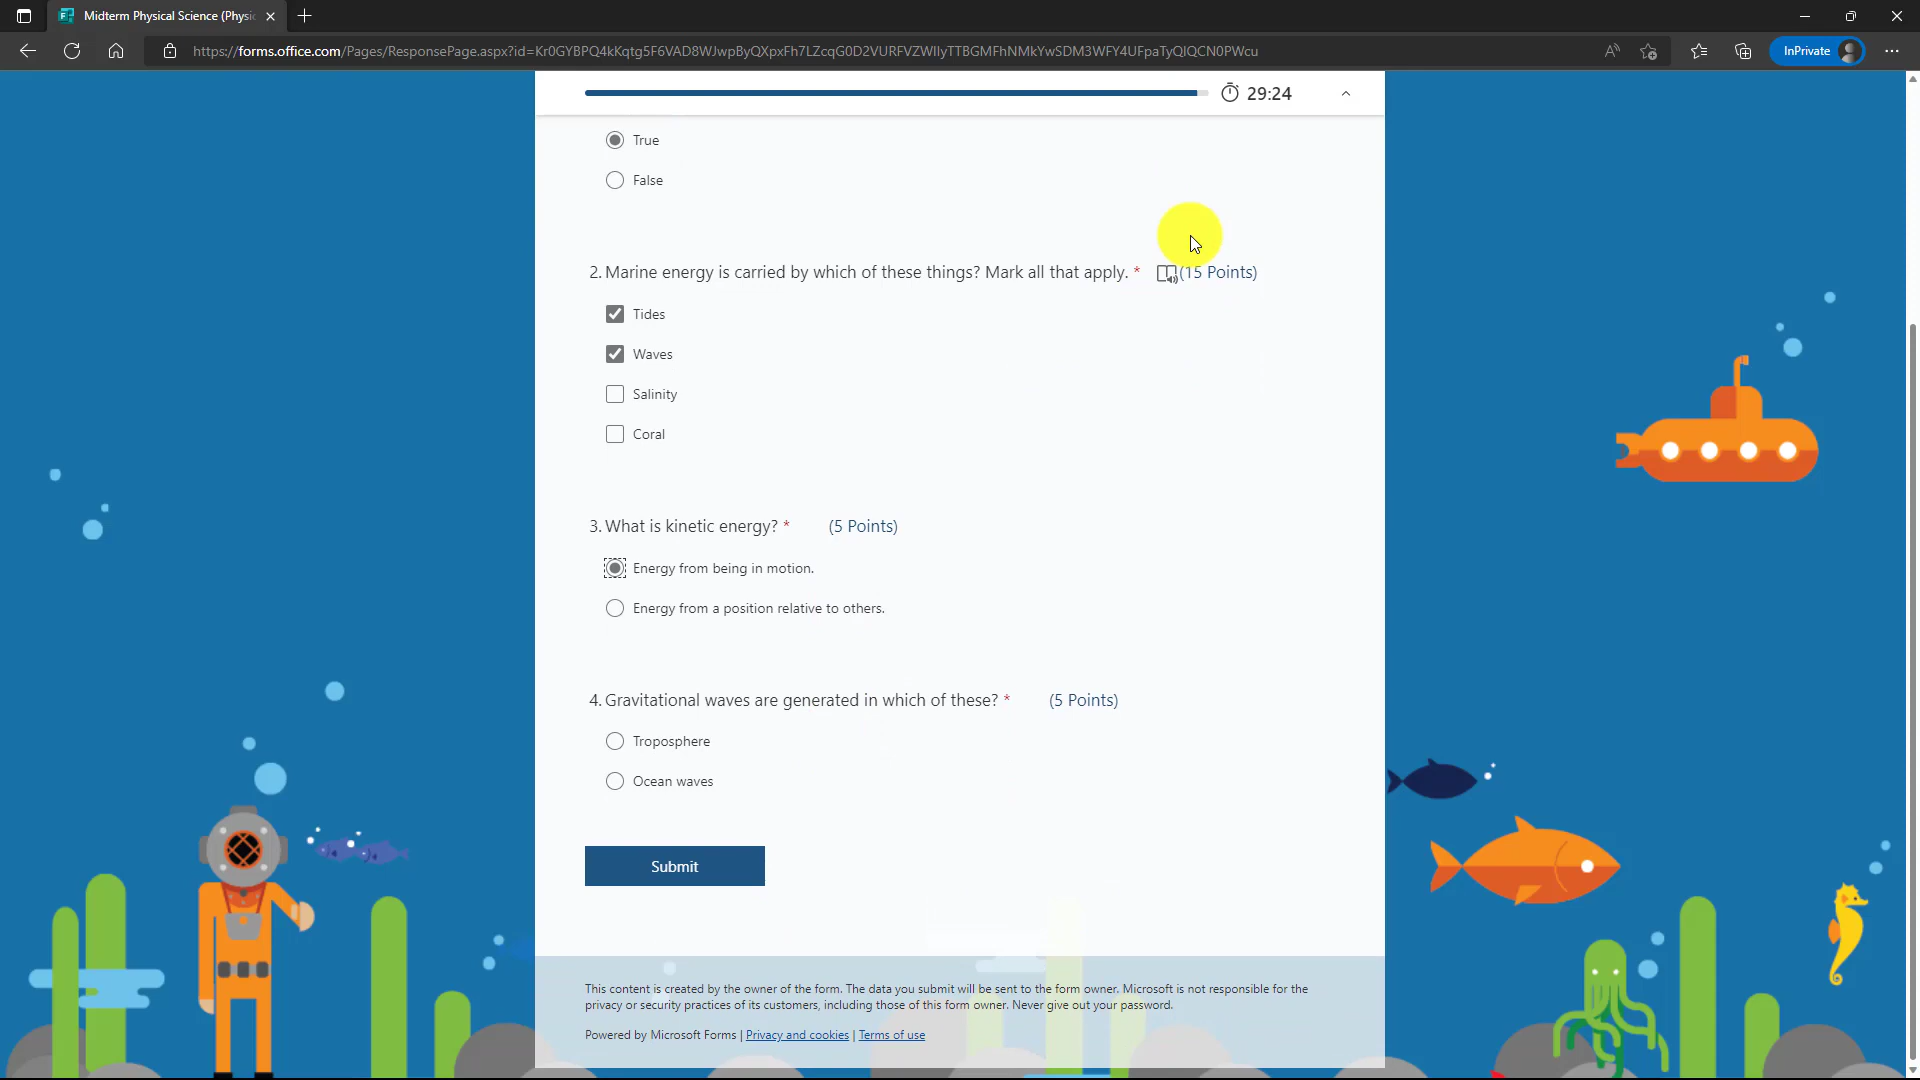 Midterm Physical Science (Physic
https://forms.office.com/Pages/ResponsePage.aspx?id=Kr0GYBPQ4kKqtg5F6VAD8WJwpByQXpxFh7LZcqG0D2VURFVZWllyTTBGMFhNMkYwSDM3WFY4UFpaTyQlQCN0PWcu
InPrivate
29:24
True
False
2. Marine energy is carried by which of these things? Mark all that apply. * (15 Points)
Tides
Waves
Salinity
Coral
3. What is kinetic energy? * (5 Points)
Energy from being in motion.
Energy from a position relative to others.
4. Gravitational waves are generated in which of these? * (5 Points)
Troposphere
Ocean waves
Submit
This content is created by the owner of the form. The data you submit will be sent to the form owner. Microsoft is not responsible for the
privacy or security practices of its customers, including those of this form owner. Never give out your password.
Powered by Microsoft Forms | Privacy and cookies | Terms of use